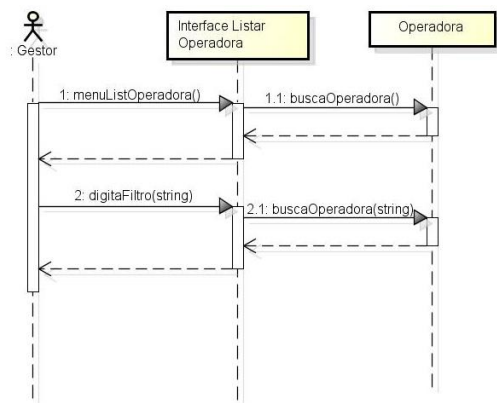 : Gestor
Interface Listar
Operadora
Operadora
1: menuListOperadora()
1.1: buscaOperadora()
2: digitaFiltro(string)
2.1: buscaOperadora(string)